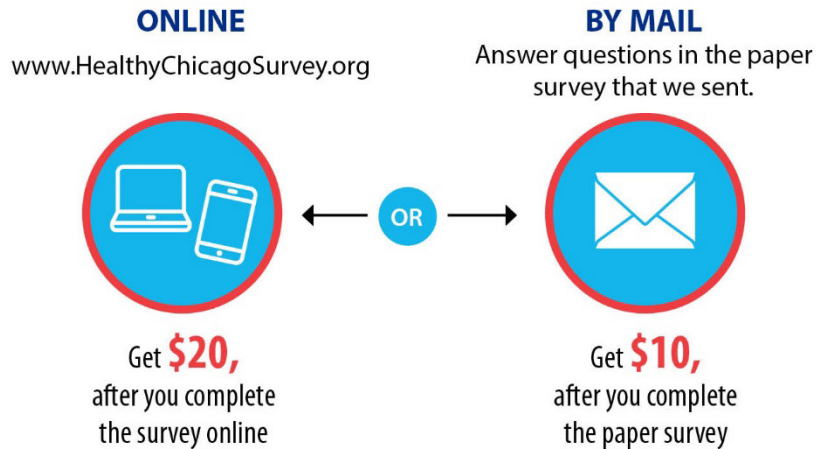 ONLINE
www.HealthyChicagoSurvey.org
BY MAIL
Answer questions in the paper
survey that we sent.
OR
Get $20,
after you complete
the survey online
Get $10,
after you complete
the paper survey